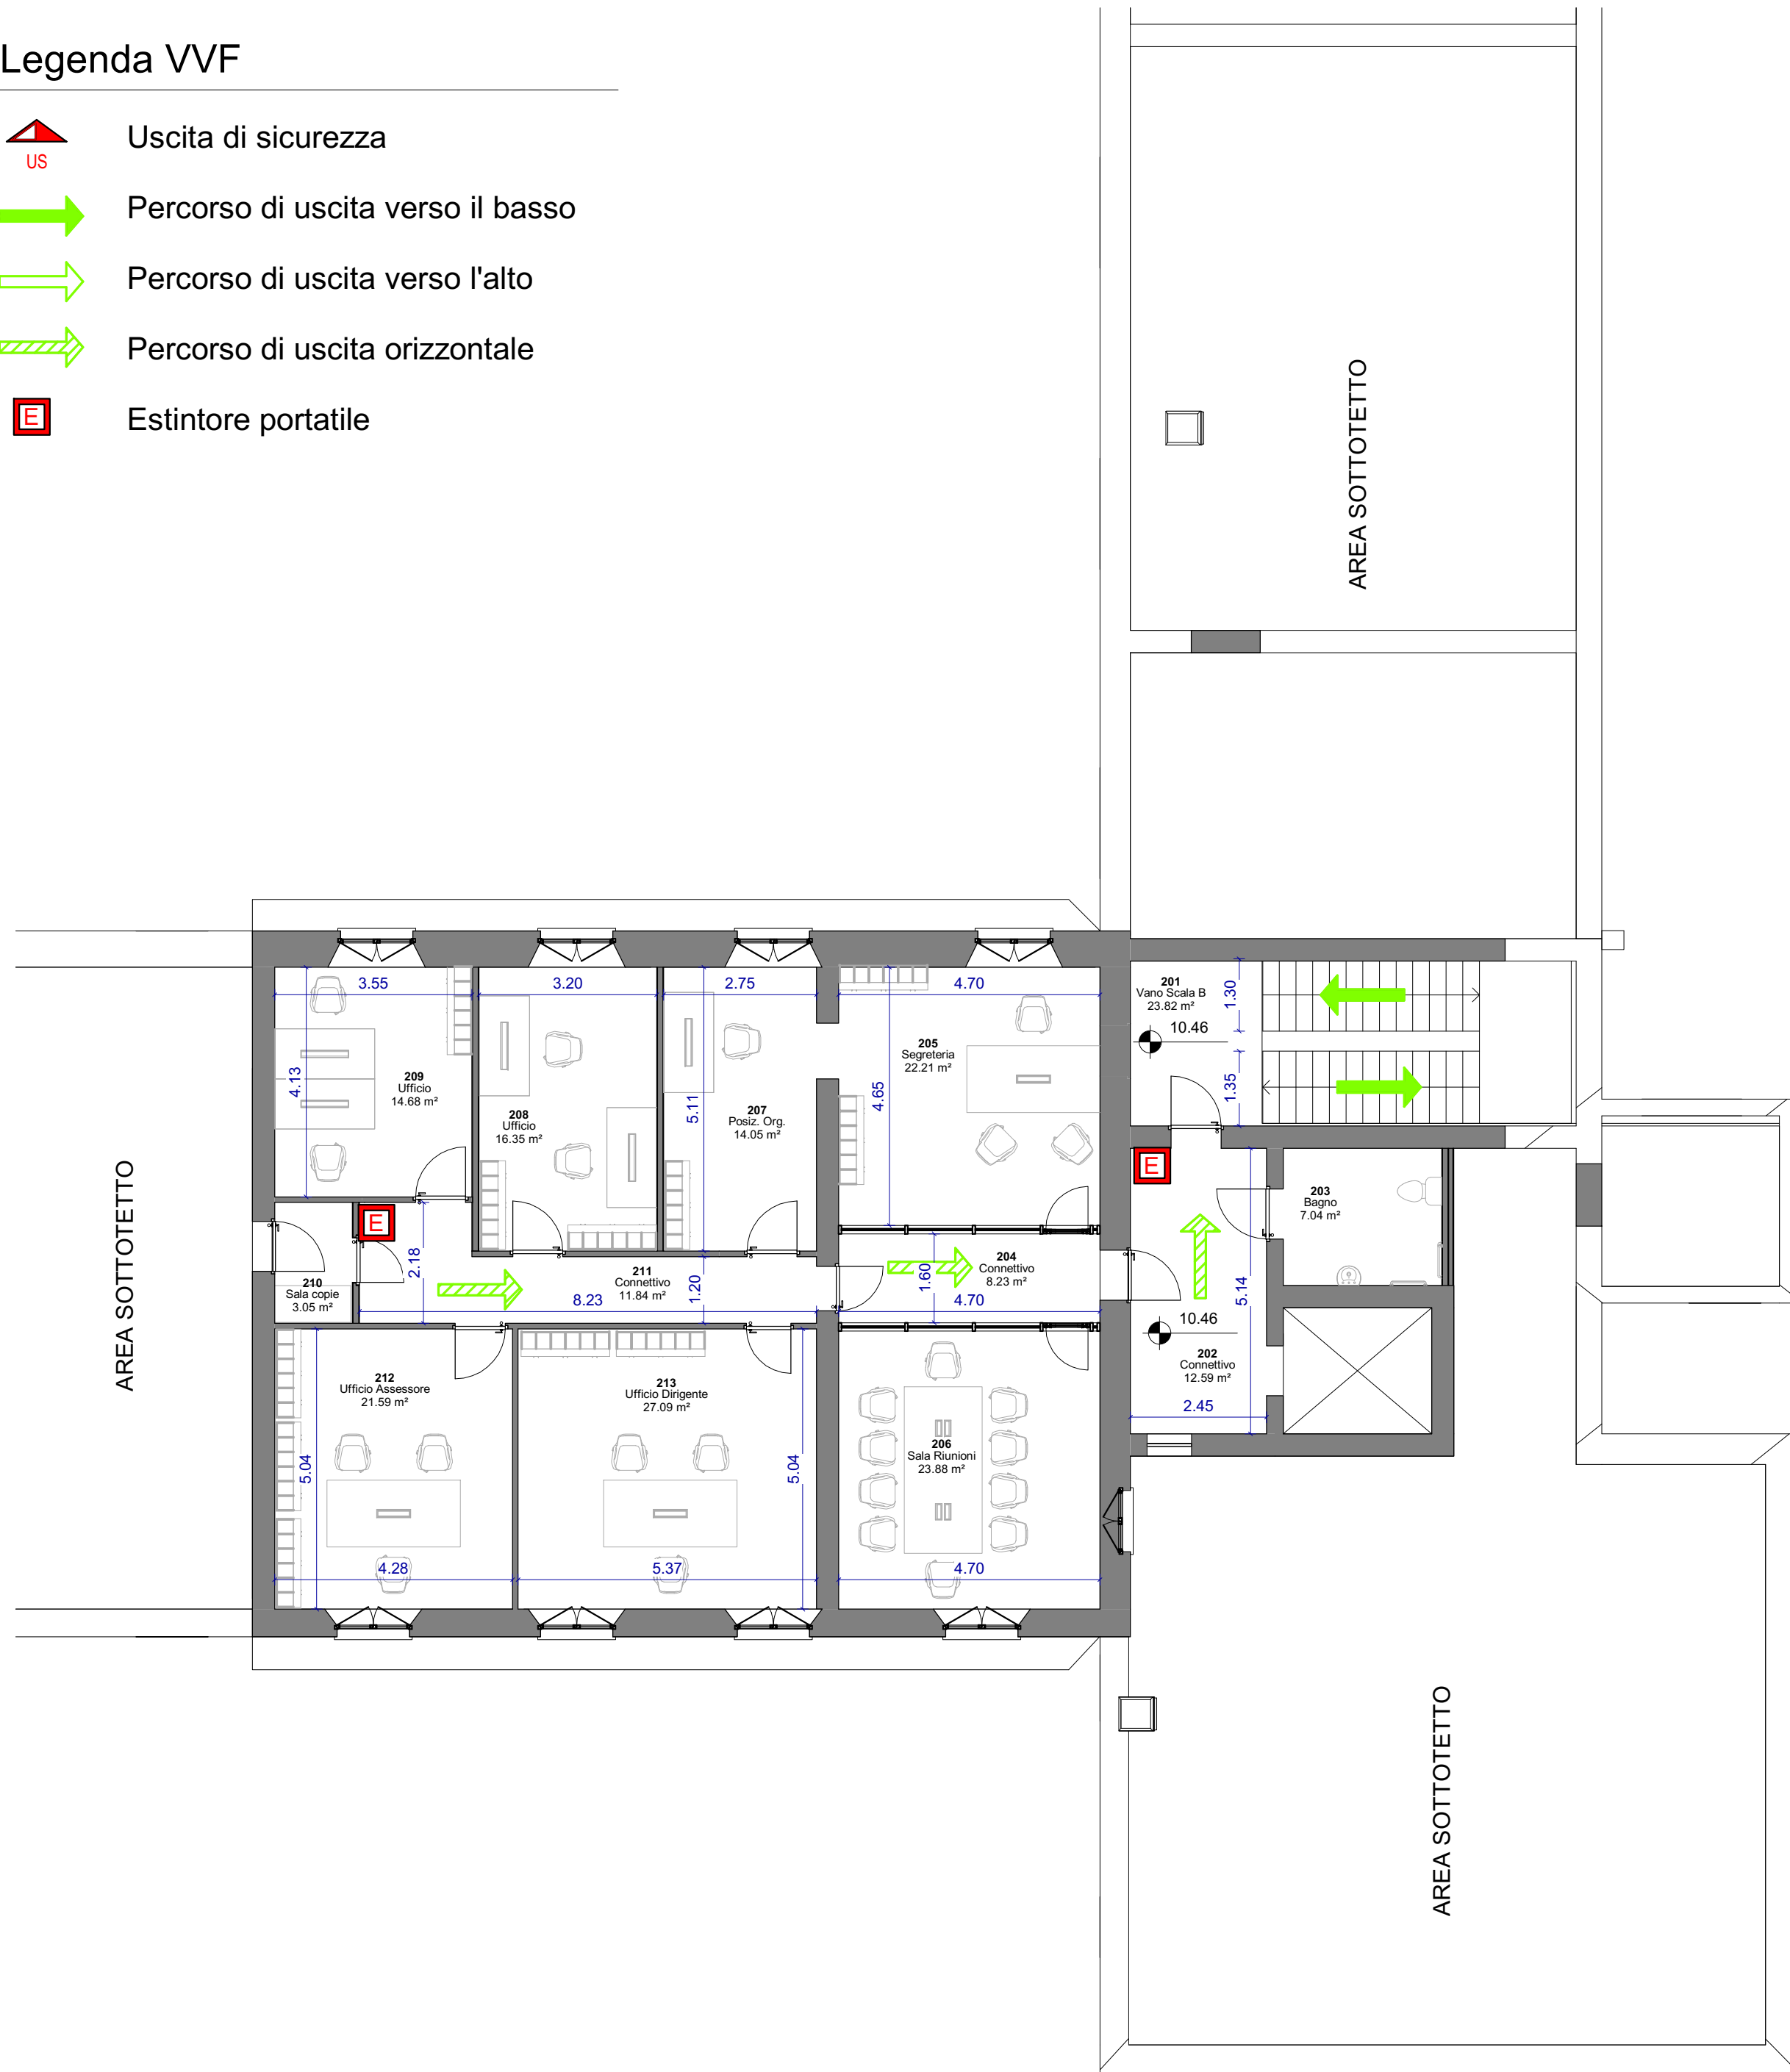 Legenda VVF
Uscita di sicurezza
US
Percorso di uscita verso il basso
Percorso di uscita verso l'alto
Percorso di uscita orizzontale
E
Estintore portatile
AREA SOTTOTETTO
3.55
3.20
2.75
4.70
201
Vano Scala B
23.82 m²
1.30
10.46
1.35
205
Segreteria
22.21 m²
4.65
4.13
209
Ufficio
14.68 m²
208
Ufficio
16.35 m²
5.11
207
Posiz. Org.
14.05 m²
E
E
203
Bagno
7.04 m²
AREA SOTTOTETTO
210
Sala copie
3.05 m²
2.18
8.23
211
Connettivo
11.84 m²
1.20
1.60
204
Connettivo
8.23 m²
4.70
5.14
10.46
202
Connettivo
12.59 m²
2.45
212
Ufficio Assessore
21.59 m²
213
Ufficio Dirigente
27.09 m²
206
Sala Riunioni
23.88 m²
5.04
5.04
4.28
5.37
4.70
AREA SOTTOTETTO